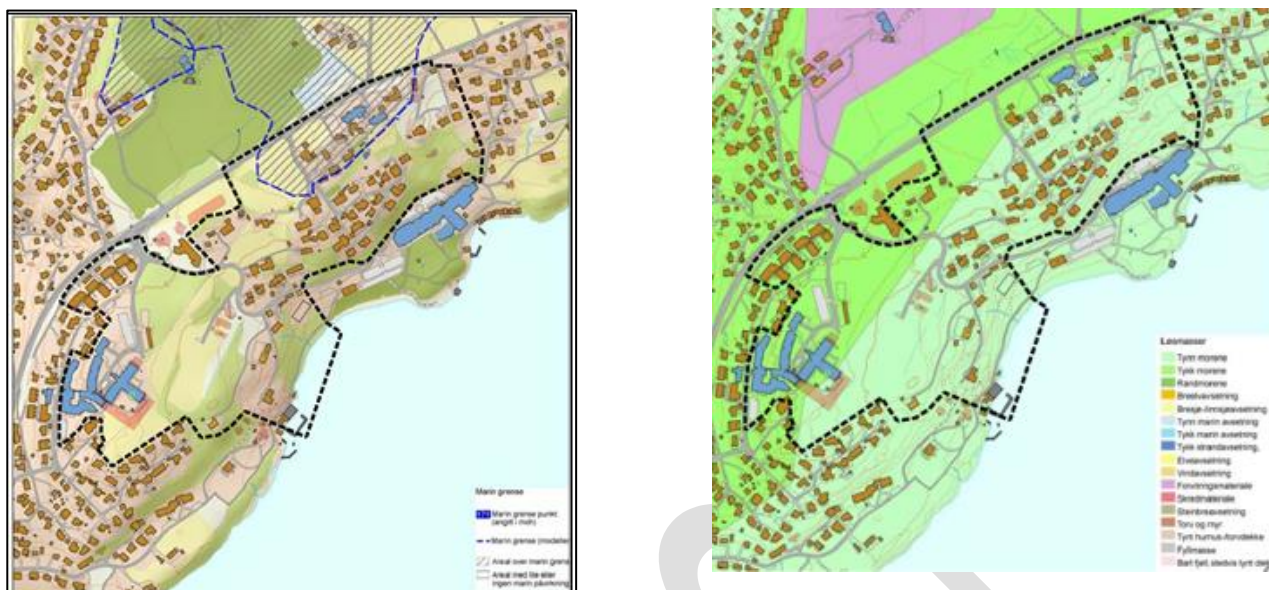 Marin grense
Marin grense punkt
(angitt i moh)
Marin grense (modellert
Areal over marin grens
Areal med lite eller
ingen marin påvirkning
Løsmasser
Tynn morene
Tykk morene
Randmorene
Breelvavsetning
Bresjø-/innsjøavsetning
Tynn marin avsetning
Tykk marin avsetning
Tykk strandavsetning,
Elveavsetning
Vindavsetning
Forvitringsmateriale
Skredmateriale
Steinbreavsetning
Torv og myr
Tynt humus-/torvdekke
Fyllmasse
Bart fjell, stedvis tynt dekke